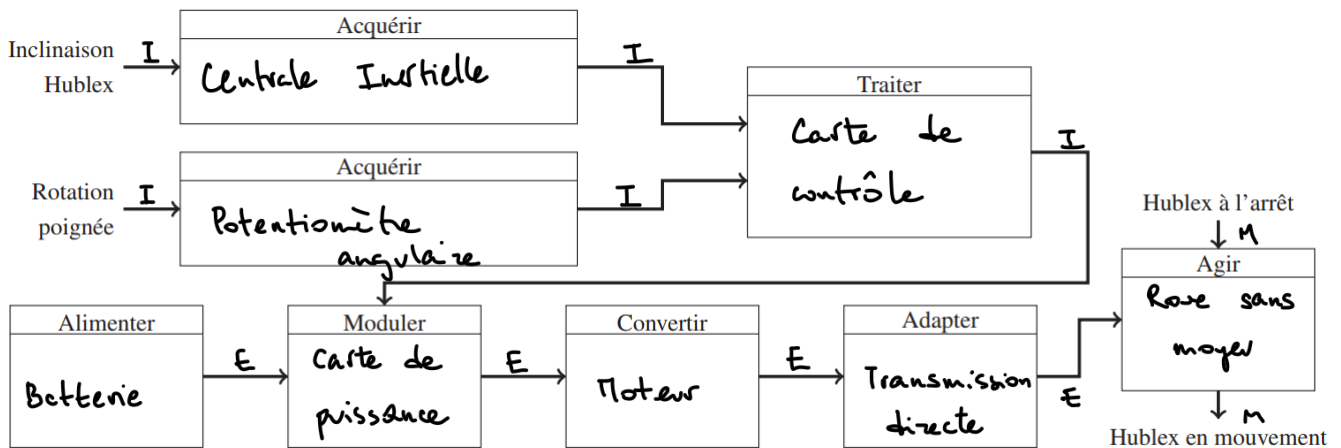 Acquérir
Inclinaison
Hublex
I
Centrale Inertielle
I
Traiter
Carte de
contrôle
I
Acquérir
Rotation
poignée
I
Potentiomètre
angulaire
I
Hublex à l'arrêt
M
Agir
Roue sans
moyeu
Alimenter
Batterie
E
Moduler
Carte de
puissance
E
Convertir
Moteur
E
Adapter
Transmission
directe
E
M
Hublex en mouvement